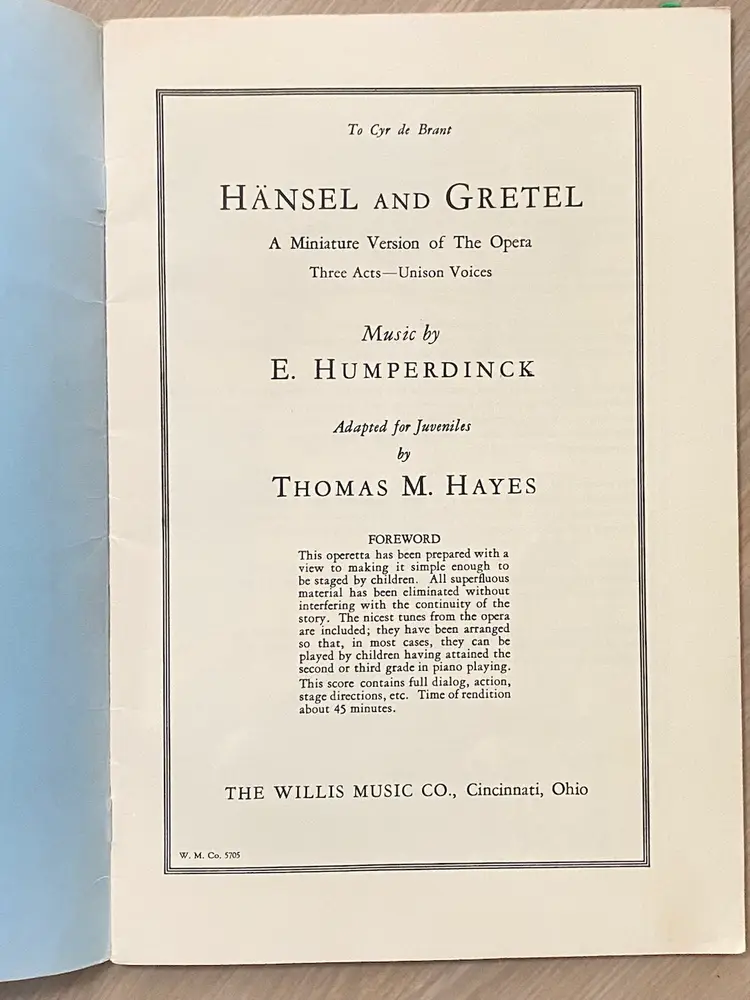 To Cyr de Brant
HÄNSEL AND GRETEL
A Miniature Version of The Opera
Three Acts—Unison Voices
Music by
E. HUMPERDINCK
Adapted for Juveniles
by
THOMAS M. HAYES
FOREWORD
This operetta has been prepared with a
view to making it simple enough to
be staged by children. All superfluous
material has been eliminated without
interfering with the continuity of the
story. The nicest tunes from the opera
are included; they have been arranged
so that, in most cases, they can be
played by children having attained the
second or third grade in piano playing.
This score contains full dialog, action,
stage directions, etc. Time of rendition
about 45 minutes.
THE WILLIS MUSIC CO., Cincinnati, Ohio
W. M. Co. 5705